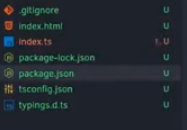 .gitignore U
index.html U
index.ts 1, U
package-lock.json U
package.json U
tsconfig.json U
typings.d.ts U